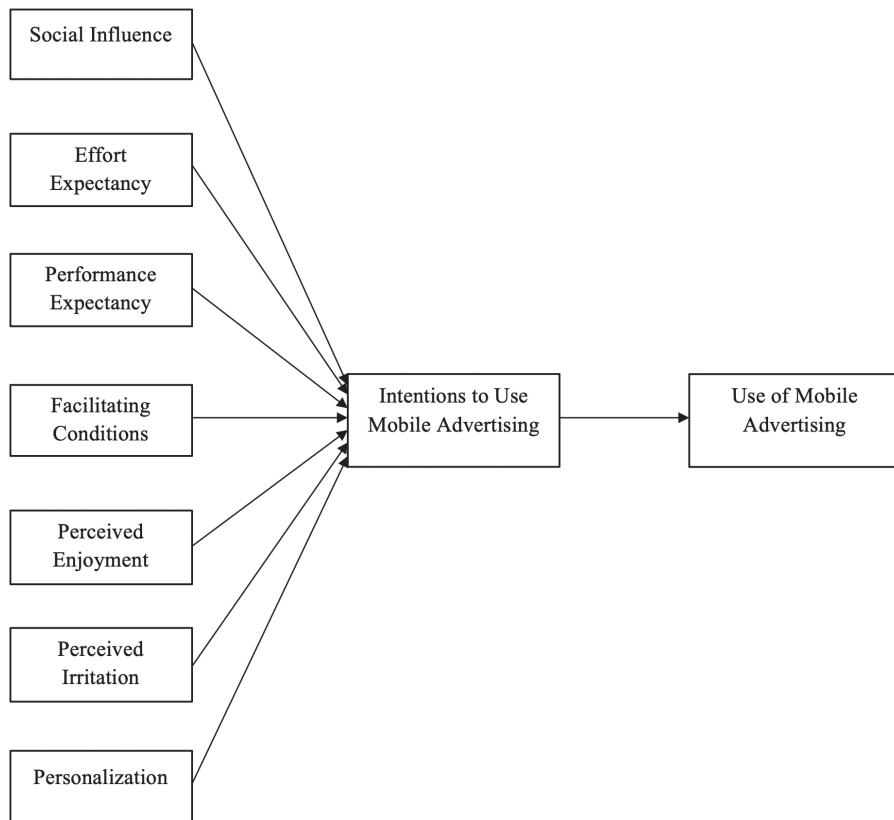 Social Influence
Effort
Expectancy
Performance
Expectancy
Facilitating
Conditions
Perceived
Enjoyment
Perceived
Irritation
Personalization
Intentions to Use
Mobile Advertising
Use of Mobile
Advertising